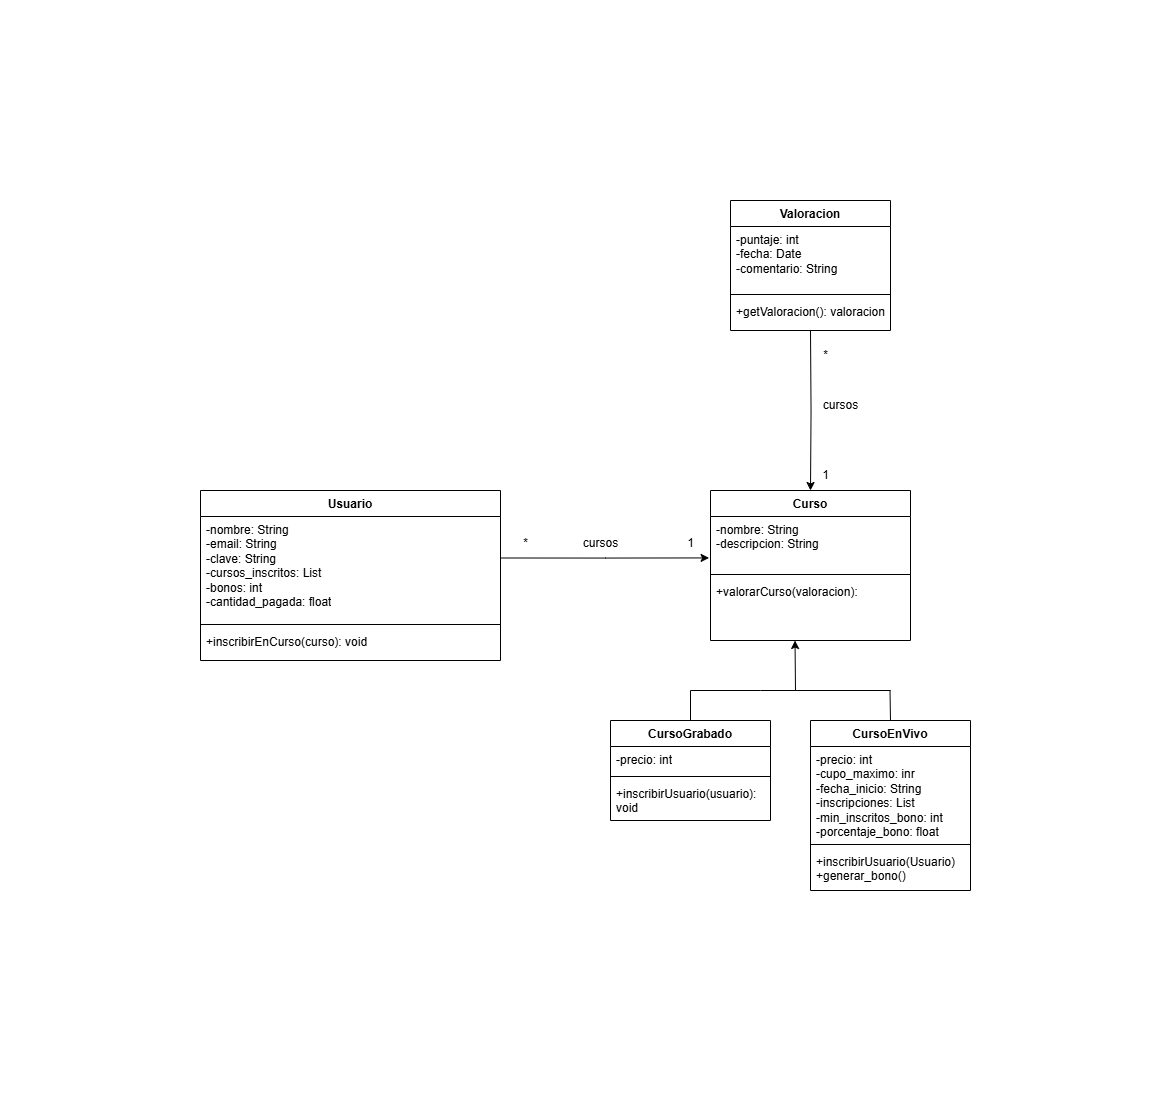 Valoracion
-puntaje: int
-fecha: Date
-comentario: String
+getValoracion(): valoracion
*
cursos
1
Usuario
-nombre: String
-email: String
-clave: String
-cursos_inscritos: List
-bonos: int
-cantidad_pagada: float
+inscribirEnCurso(curso): void
*
cursos
1
Curso
-nombre: String
-descripcion: String
+valorarCurso(valoracion):
CursoGrabado
-precio: int
+inscribirUsuario(usuario):
void
CursoEnVivo
-precio: int
-cupo_maximo: inr
-fecha_inicio: String
-inscripciones: List
-min_inscritos_bono: int
-porcentaje_bono: float
+inscribirUsuario(Usuario)
+generar_bono()